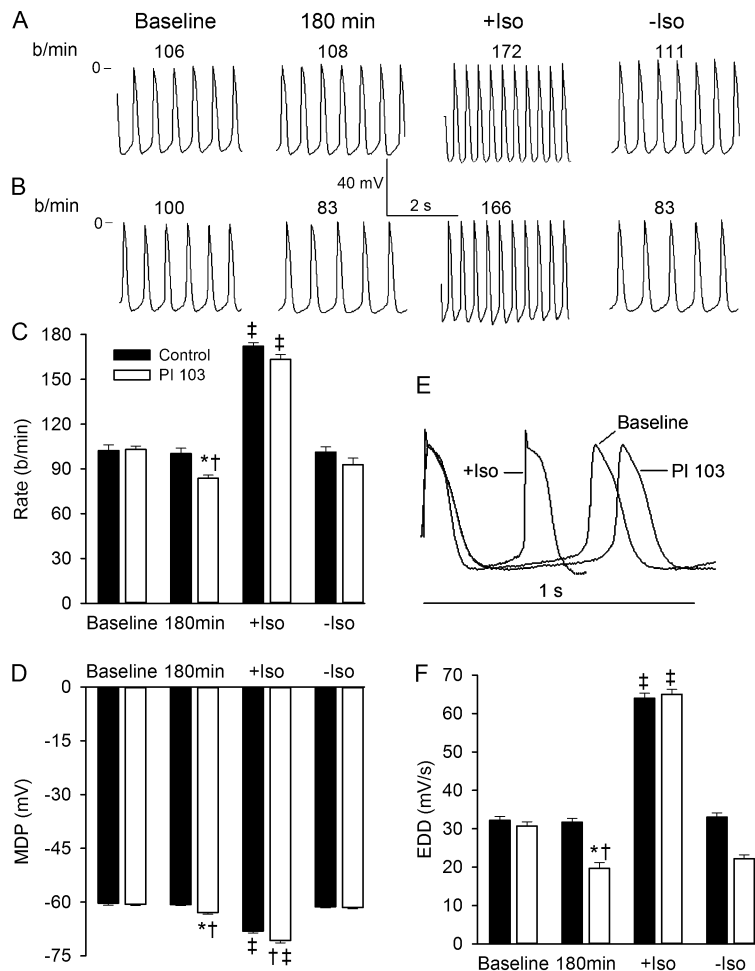 A Baseline 180 min +Iso -Iso
b/min 106 108 172 111
0
B 40 mV 2 s
b/min 100 83 166 83
0
C
180
150
120
90
60
30
0
Rate (b/min)
Control
PI 103
‡ ‡
*†
Baseline 180min +Iso -Iso
E
Baseline
+Iso
PI 103
1 s
D
Baseline 180min +Iso -Iso
0
-15
-30
-45
-60
-75
MDP (mV)
*†
‡ †‡
F
70
60
50
40
30
20
10
0
EDD (mV/s)
‡ ‡
*†
Baseline 180min +Iso -Iso